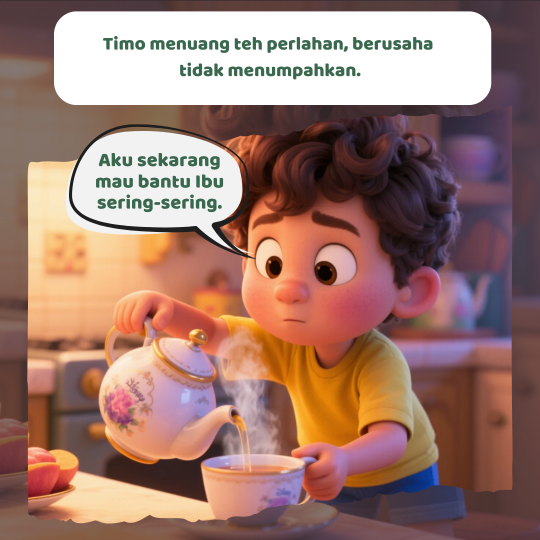 Timo menuang teh perlahan, berusaha
tidak menumpahkan.
Aku sekarang
mau bantu Ibu
sering-sering.